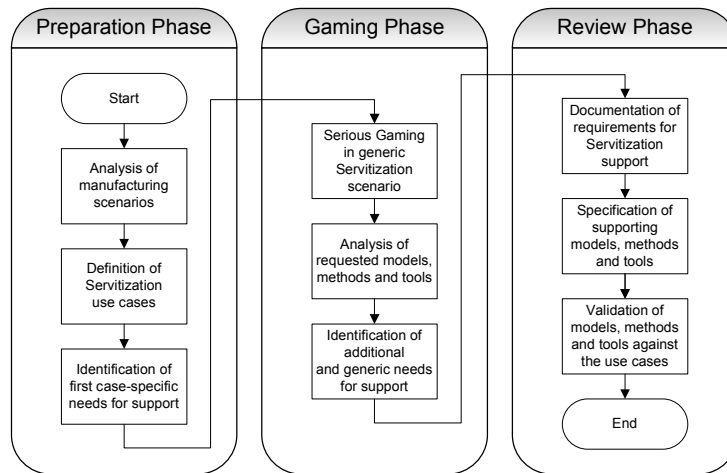 Preparation Phase
Start
Analysis of
manufacturing
scenarios
Definition of
Servitization
use cases
Identification of
first case-specific
needs for support
Gaming Phase
Serious Gaming
in generic
Servitization
scenario
Analysis of
requested models,
methods and tools
Identification of
additional
and generic needs
for support
Review Phase
Documentation of
requirements for
Servitization
support
Specification of
supporting
models, methods
and tools
Validation of
models, methods
and tools against
the use cases
End